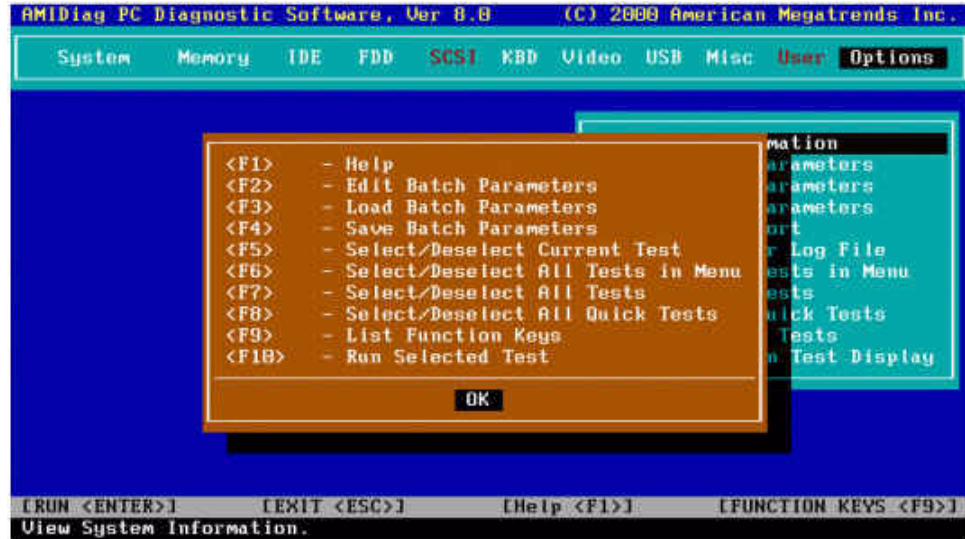 AMIDiag PC Diagnostic Software, Ver 8.0 (C) 2000 American Megatrends Inc.
System Memory IDE FDD SCSI KBD Video USB Misc User Options
mation
arameters
arameters
arameters
ort
r Log File
ests in Menu
ests
uick Tests
Tests
n Test Display
<F1> - Help
<F2> - Edit Batch Parameters
<F3> - Load Batch Parameters
<F4> - Save Batch Parameters
<F5> - Select/Deselect Current Test
<F6> - Select/Deselect All Tests in Menu
<F7> - Select/Deselect All Tests
<F8> - Select/Deselect All Quick Tests
<F9> - List Function Keys
<F10> - Run Selected Test
OK
[RUN <ENTER>] [EXIT <ESC>] [Help <F1>] [FUNCTION KEYS <F9>]
View System Information.